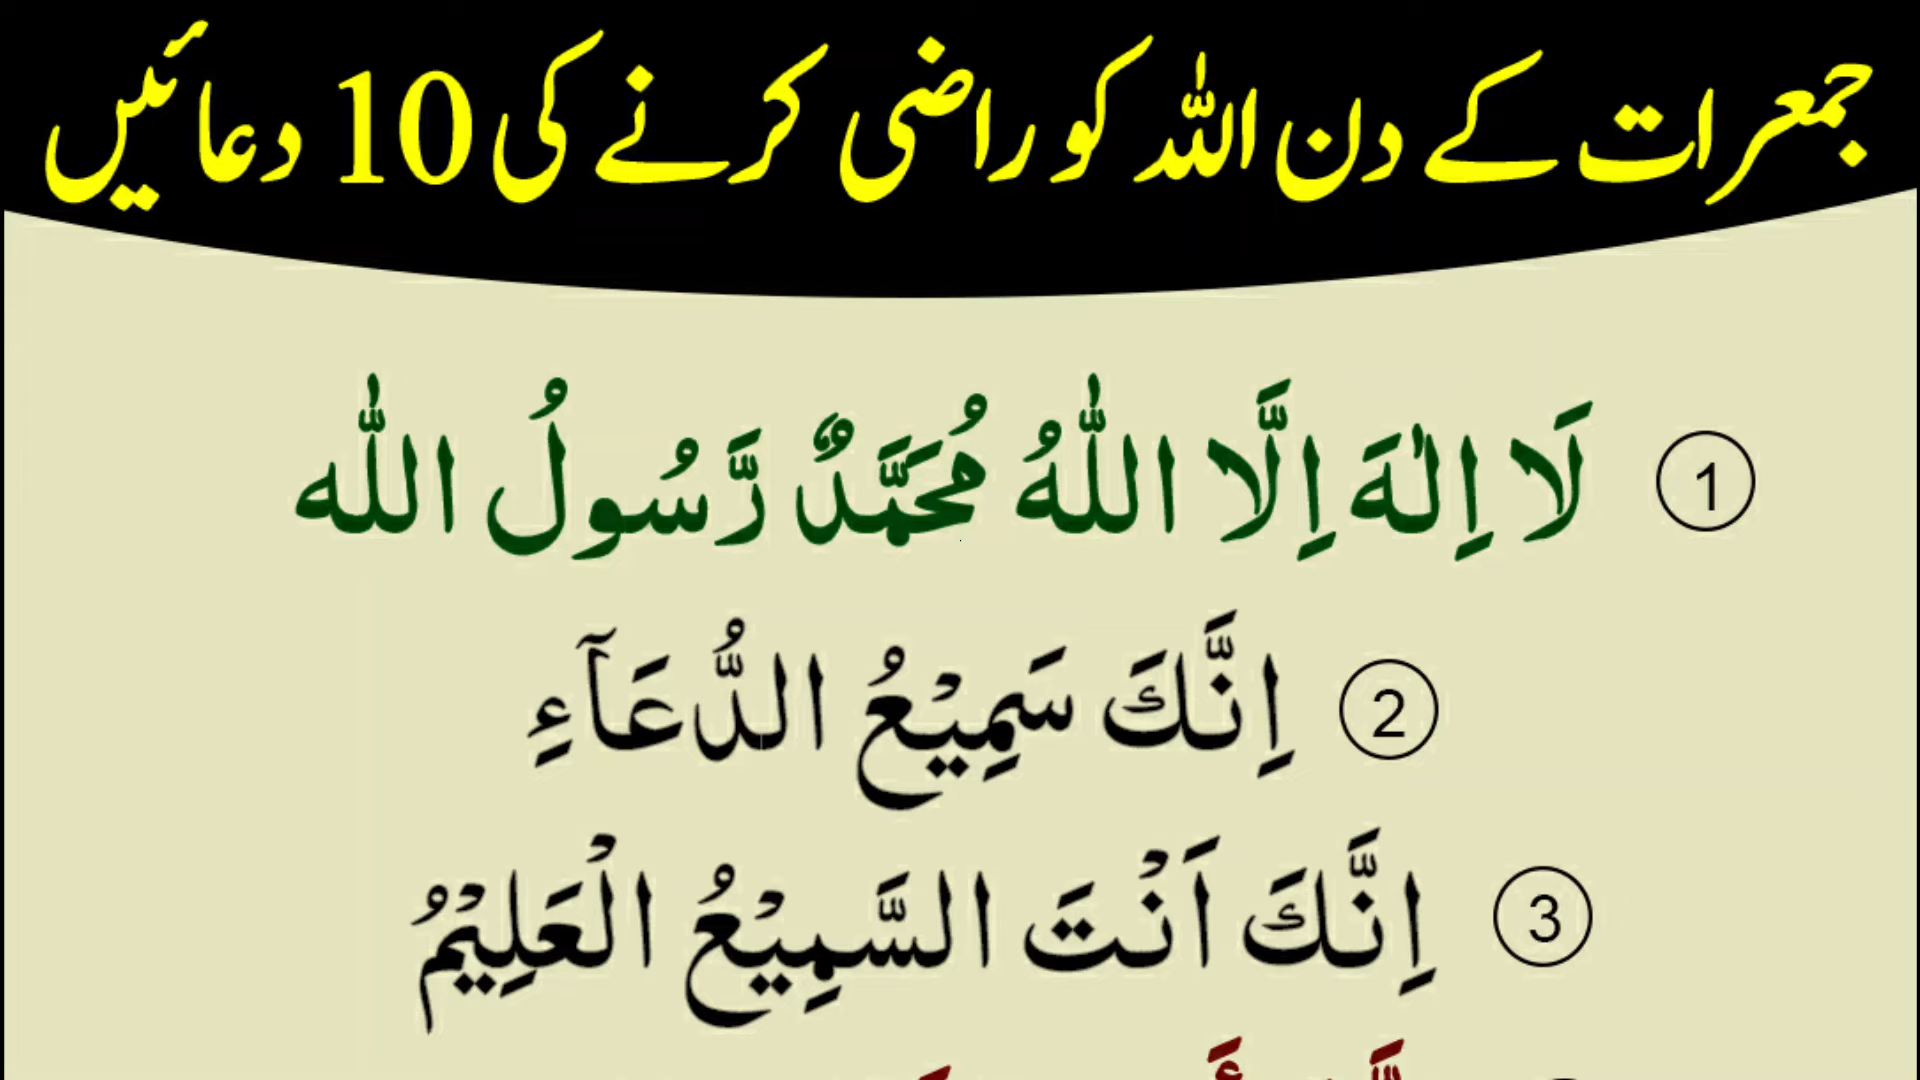 جمعرات کے دن اللہ کو راضی کرنے کی 10 دعائیں
① لَا اِلٰهَ اِلَّا اللّٰهُ مُحَمَّدٌ رَّسُولُ اللّٰه
② اِنَّكَ سَمِيْعُ الدُّعَآءِ
③ اِنَّكَ اَنْتَ السَّمِيْعُ الْعَلِيْمُ